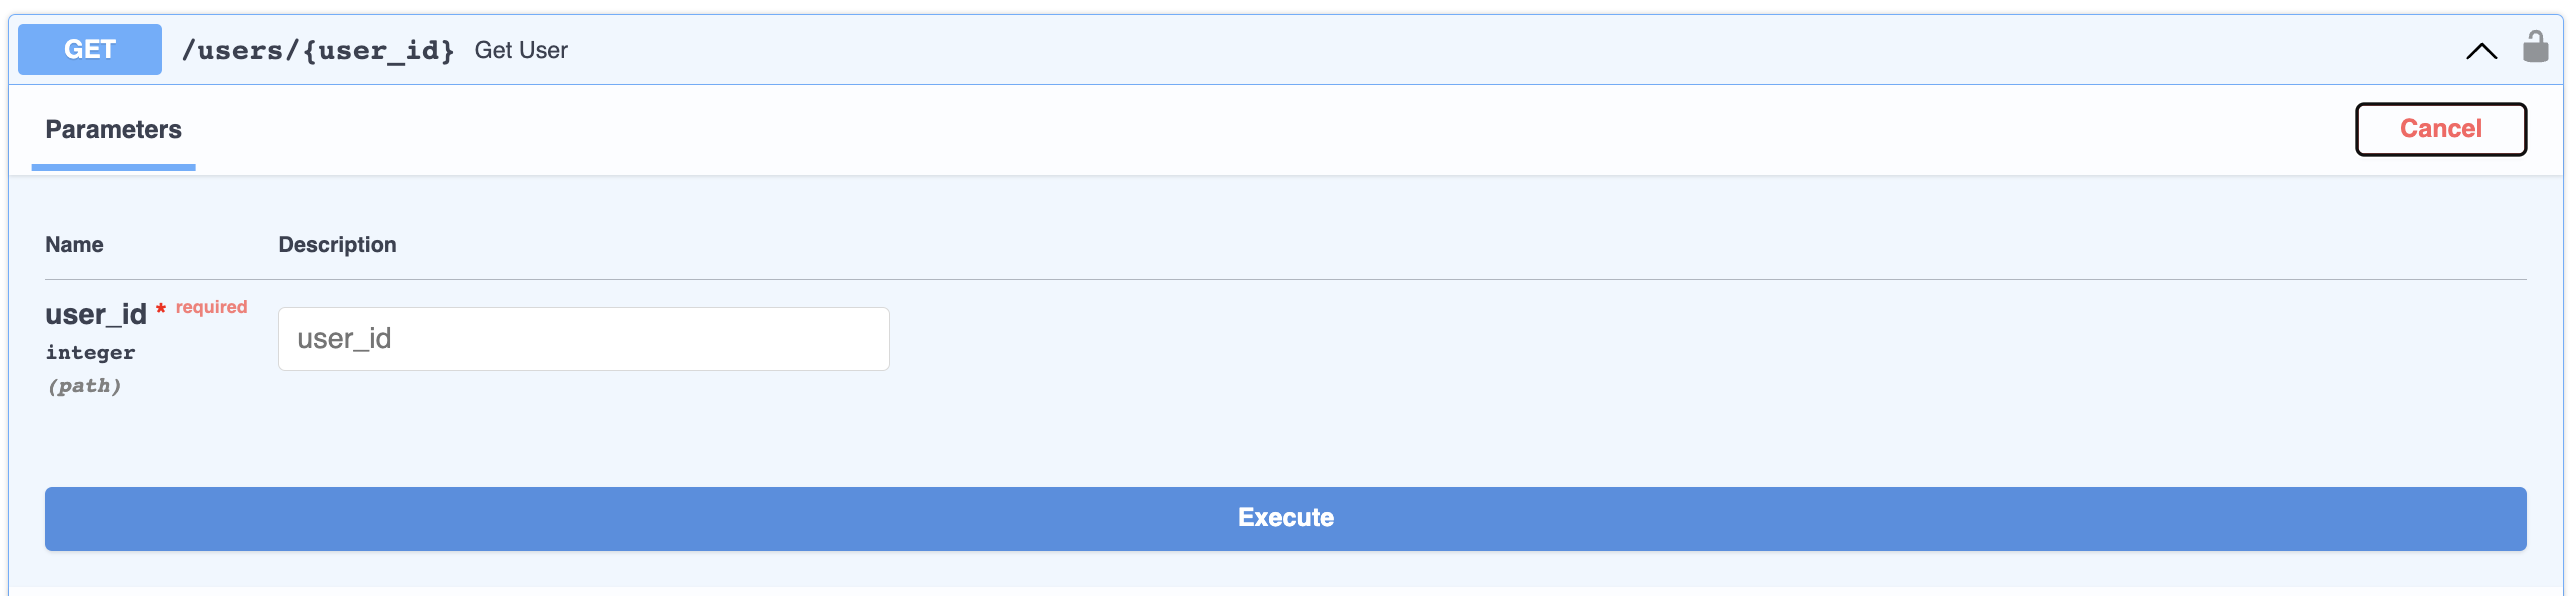 GET /users/{user_id} Get User
Parameters
Cancel
Name Description
user_id * required
integer
(path)
user_id
Execute